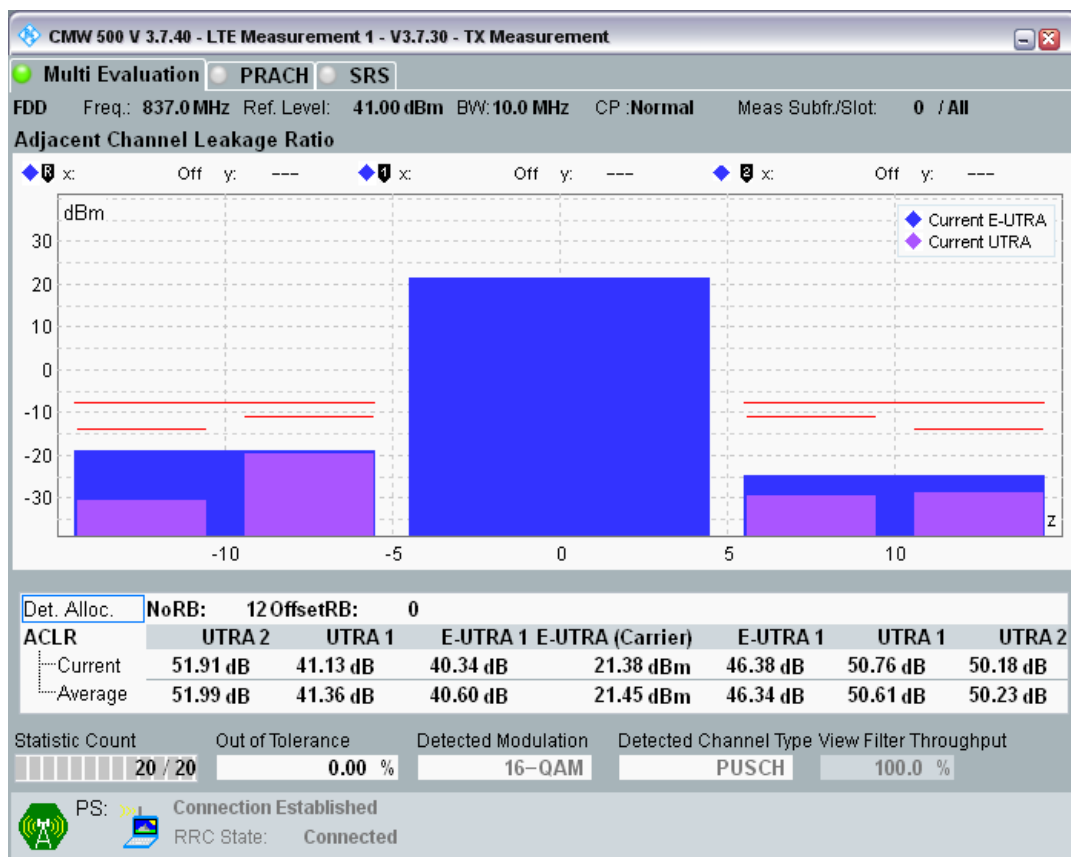 CMW 500 V 3.7.40 - LTE Measurement 1 - V3.7.30 - TX Measurement
Multi Evaluation PRACH SRS
FDD Freq.: 837.0 MHz Ref. Level: 41.00 dBm BW: 10.0 MHz CP :Normal Meas Subfr./Slot: 0 / All
Adjacent Channel Leakage Ratio
R x: Off y: --- 1 x: Off y: --- 2 x: Off y: ---
dBm
Current E-UTRA
Current UTRA
30
20
10
0
-10
-20
-30
z
-10 -5 0 5 10
Det. Alloc. NoRB: 12 OffsetRB: 0
ACLR UTRA 2 UTRA 1 E-UTRA 1 E-UTRA (Carrier) E-UTRA 1 UTRA 1 UTRA 2
Current 51.91 dB 41.13 dB 40.34 dB 21.38 dBm 46.38 dB 50.76 dB 50.18 dB
Average 51.99 dB 41.36 dB 40.60 dB 21.45 dBm 46.34 dB 50.61 dB 50.23 dB
Statistic Count Out of Tolerance Detected Modulation Detected Channel Type View Filter Throughput
20 / 20 0.00 % 16-QAM PUSCH 100.0 %
PS: Connection Established
RRC State: Connected